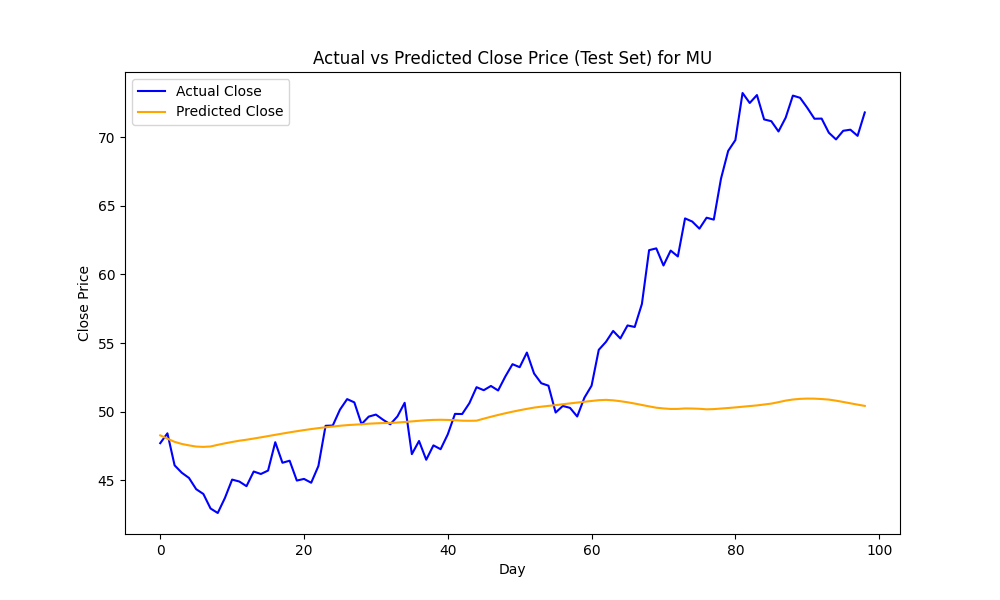 Actual vs Predicted Close Price (Test Set) for MU
Actual Close
Predicted Close
70
65
60
55
50
45
Close Price
0 20 40 60 80 100
Day